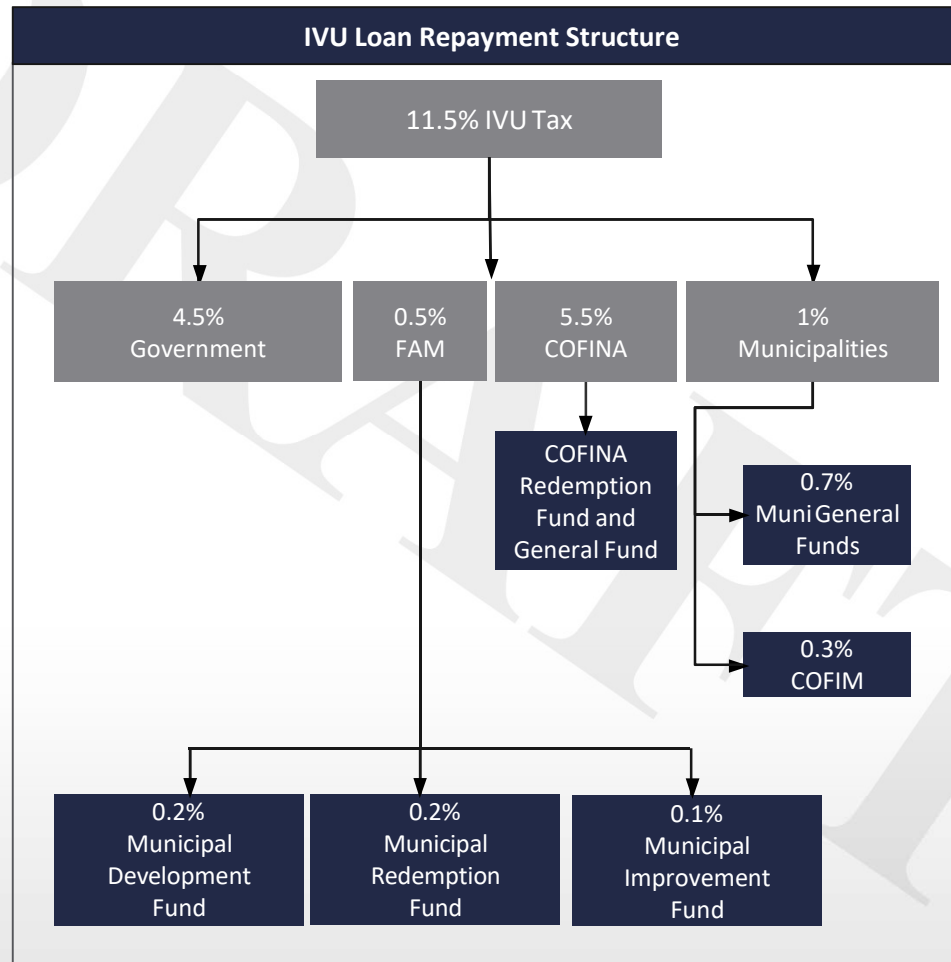 IVU Loan Repayment Structure
11.5% IVU Tax
4.5%
Government
0.5%
FAM
5.5%
COFINA
1%
Municipalities
COFINA
Redemption
Fund and
General Fund
0.7%
Muni General
Funds
0.3%
COFIM
0.2%
Municipal
Development
Fund
0.2%
Municipal
Redemption
Fund
0.1%
Municipal
Improvement
Fund
DRAFT